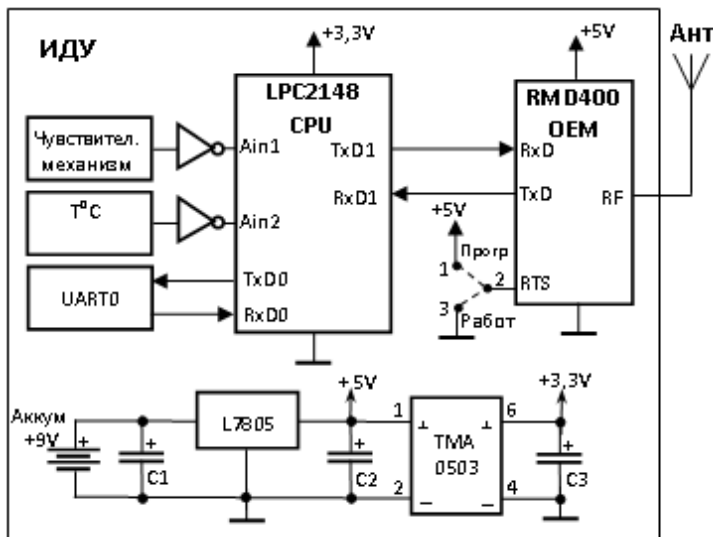 ИДУ
+3,3V
+5V
Ант
LPC2148
CPU
RMD400
OEM
Чувствител.
механизм
Ain1
TxD1
RxD
T°C
Ain2
RxD1
TxD
RF
+5V
Прогр
1
2
RTS
UART0
TxD0
RxD0
3
Работ
Аккум
+9V
+
+
C1
L7805
+5V
+
C2
1
2
TMA
0503
6
4
+3,3V
+
C3